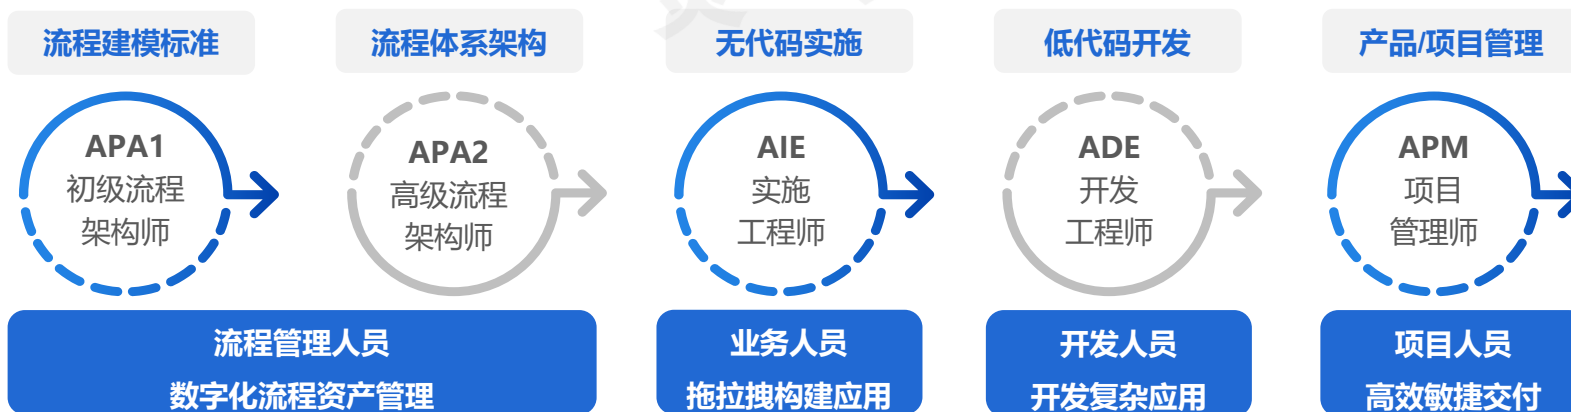 流程建模标准
流程体系架构
无代码实施
低代码开发
产品/项目管理
APA1
初级流程
架构师
APA2
高级流程
架构师
AIE
实施
工程师
ADE
开发
工程师
APM
项目
管理师
流程管理人员
数字化流程资产管理
业务人员
拖拉拽构建应用
开发人员
开发复杂应用
项目人员
高效敏捷交付